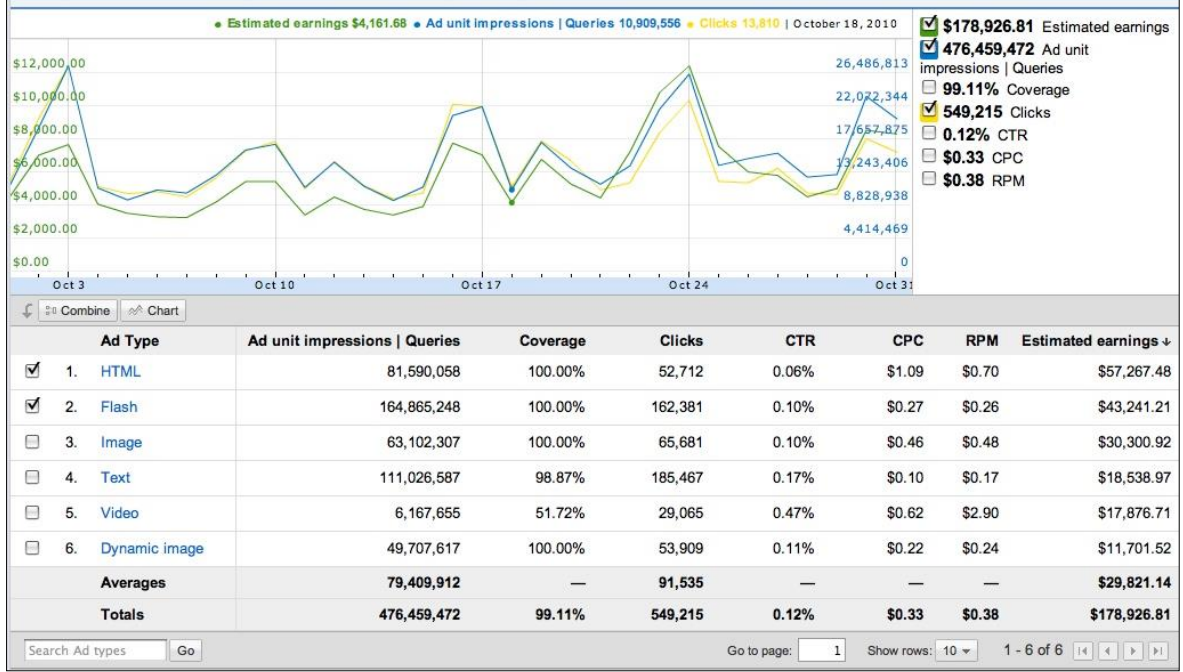 Estimated earnings $4,161.68 Ad unit impressions | Queries 10,909,556 Clicks 13,810 | October 18, 2010
$12,000.00 26,486,813
$10,000.00 22,072,344
$8,000.00 17,657,875
$6,000.00 13,243,406
$4,000.00 8,828,938
$2,000.00 4,414,469
$0.00 0
Oct 3 Oct 10 Oct 17 Oct 24 Oct 31
$178,926.81 Estimated earnings
476,459,472 Ad unit
impressions | Queries
99.11% Coverage
549,215 Clicks
0.12% CTR
$0.33 CPC
$0.38 RPM
Combine Chart
Ad Type Ad unit impressions | Queries Coverage Clicks CTR CPC RPM Estimated earnings ↓
1. HTML 81,590,058 100.00% 52,712 0.06% $1.09 $0.70 $57,267.48
2. Flash 164,865,248 100.00% 162,381 0.10% $0.27 $0.26 $43,241.21
3. Image 63,102,307 100.00% 65,681 0.10% $0.46 $0.48 $30,300.92
4. Text 111,026,587 98.87% 185,467 0.17% $0.10 $0.17 $18,538.97
5. Video 6,167,655 51.72% 29,065 0.47% $0.62 $2.90 $17,876.71
6. Dynamic image 49,707,617 100.00% 53,909 0.11% $0.22 $0.24 $11,701.52
Averages 79,409,912 — 91,535 — — — $29,821.14
Totals 476,459,472 99.11% 549,215 0.12% $0.33 $0.38 $178,926.81
Search Ad types Go Go to page: 1 Show rows: 10 1 - 6 of 6